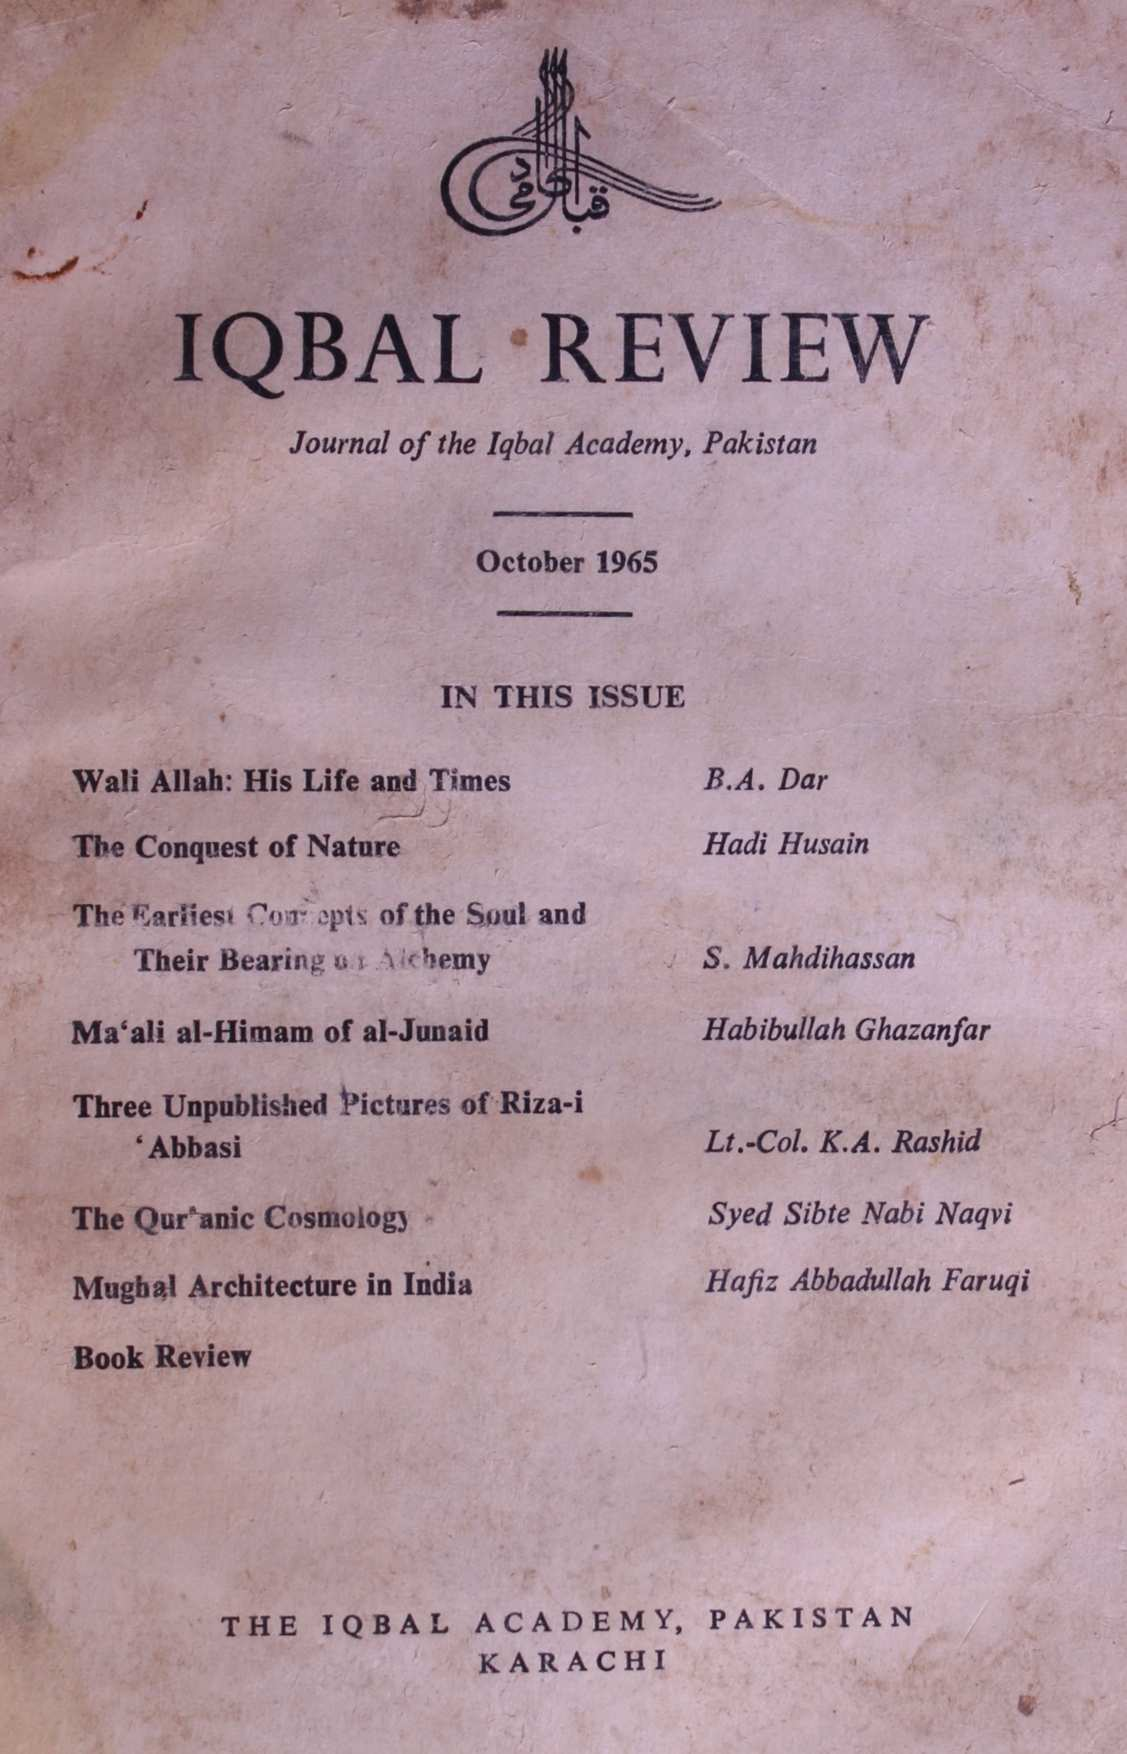 IQBAL REVIEW
Journal of the Iqbal Academy, Pakistan
October 1965
IN THIS ISSUE
Wali Allah: His Life and Times B.A. Dar
The Conquest of Nature Hadi Husain
The Earliest Concepts of the Soul and
Their Bearing on Alchemy S. Mahdihassan
Ma‘ali al-Himam of al-Junaid Habibullah Ghazanfar
Three Unpublished Pictures of Riza-i
‘Abbasi Lt.-Col. K.A. Rashid
The Qur'anic Cosmology Syed Sibte Nabi Naqvi
Mughal Architecture in India Hafiz Abbadullah Faruqi
Book Review
THE IQBAL ACADEMY, PAKISTAN
KARACHI